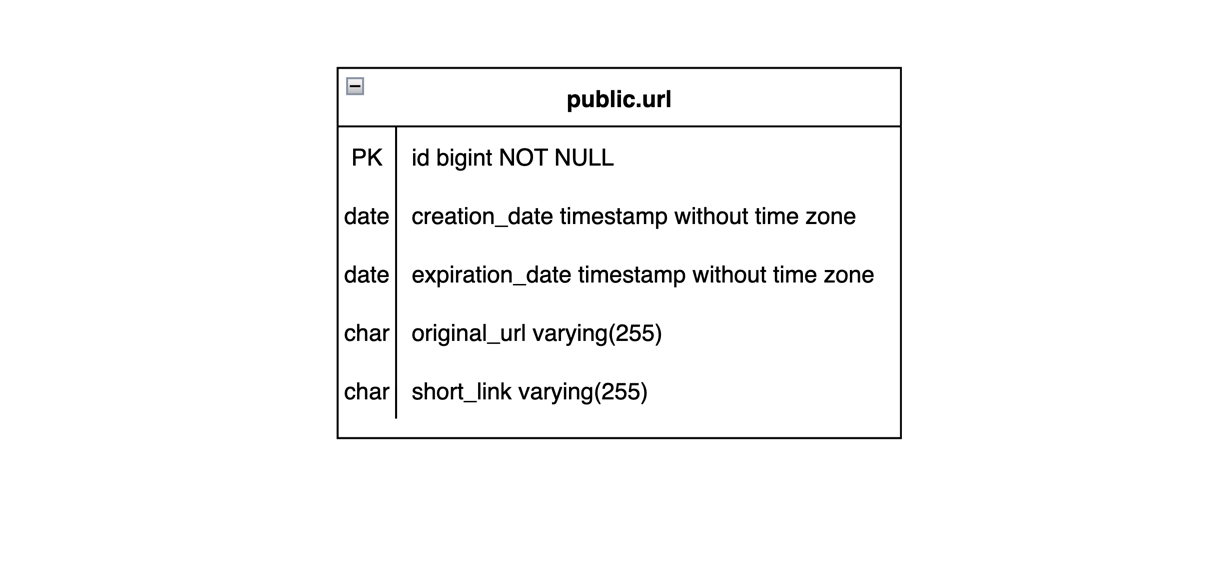 public.url
PK id bigint NOT NULL
date creation_date timestamp without time zone
date expiration_date timestamp without time zone
char original_url varying(255)
char short_link varying(255)